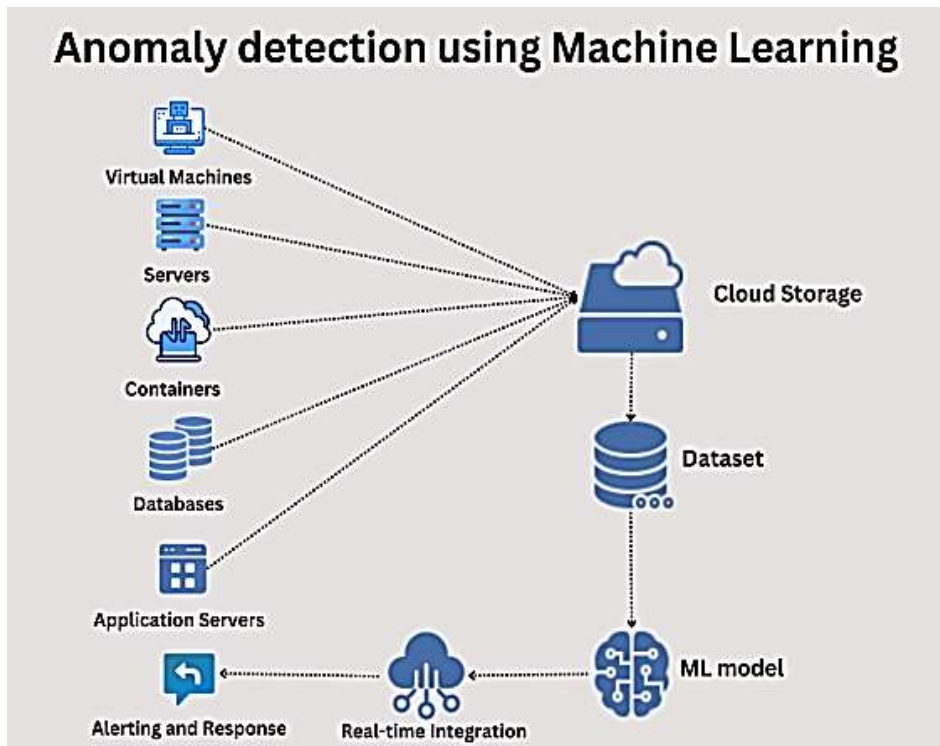 Anomaly detection using Machine Learning
Virtual Machines
Servers
Cloud Storage
Containers
Dataset
Databases
Application Servers
ML model
Alerting and Response
Real-time Integration